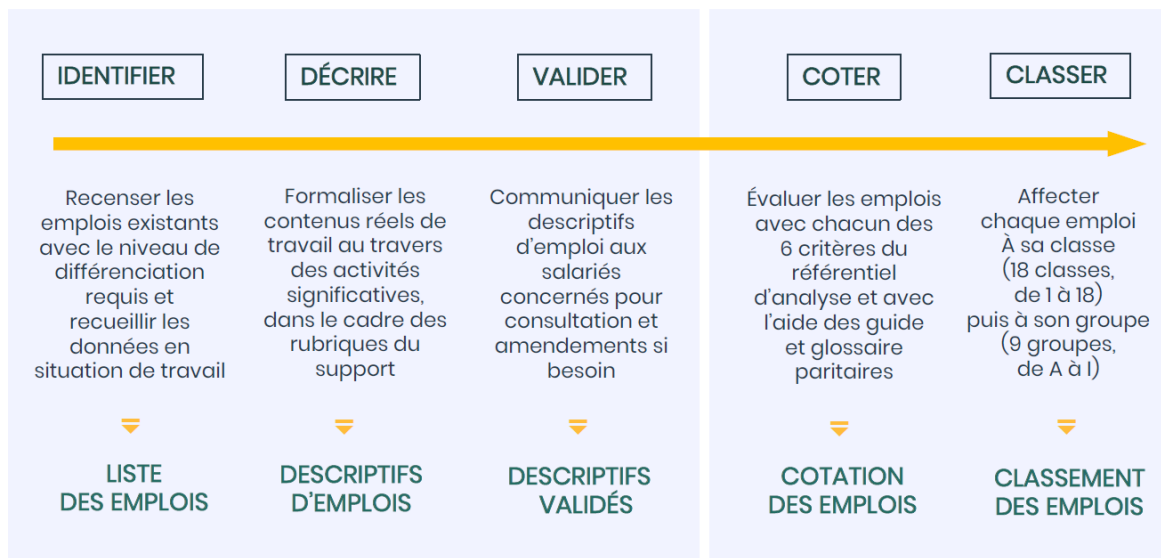 IDENTIFIER
Recenser les
emplois existants
avec le niveau de
différenciation
requis et
recueillir les
données en
situation de travail
LISTE
DES EMPLOIS
DÉCRIRE
Formaliser les
contenus réels de
travail au travers
des activités
significatives,
dans le cadre des
rubriques du
support
DESCRIPTIFS
D'EMPLOIS
VALIDER
Communiquer les
descriptifs
d'emploi aux
salariés
concernés pour
consultation et
amendements si
besoin
DESCRIPTIFS
VALIDÉS
COTER
Évaluer les emplois
avec chacun des
6 critères du
référentiel
d'analyse et avec
l'aide des guide
et glossaire
paritaires
COTATION
DES EMPLOIS
CLASSER
Affecter
chaque emploi
À sa classe
(18 classes,
de 1 à 18)
puis à son groupe
(9 groupes,
de A à I)
CLASSEMENT
DES EMPLOIS